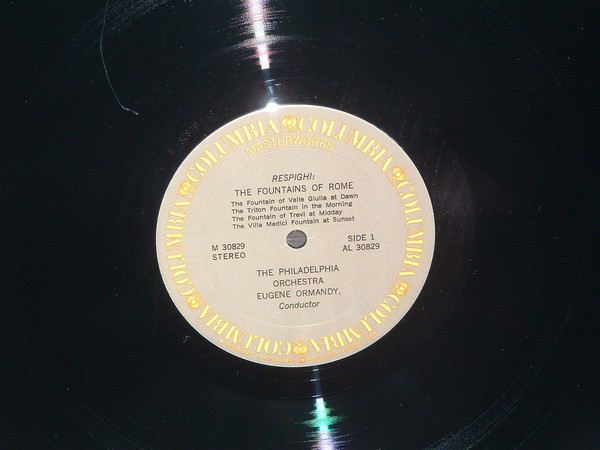 COLUMBIA COLUMBIA COLUMBIA COLUMBIA COLUMBIA COLUMBIA
MASTERWORKS
RESPIGHI:
THE FOUNTAINS OF ROME
The Fountain of Valle Giulia at Dawn
The Triton Fountain in the Morning
The Fountain of Trevi at Midday
The Villa Medici Fountain at Sunset
M 30829
STEREO
SIDE 1
AL 30829
THE PHILADELPHIA
ORCHESTRA
EUGENE ORMANDY,
Conductor